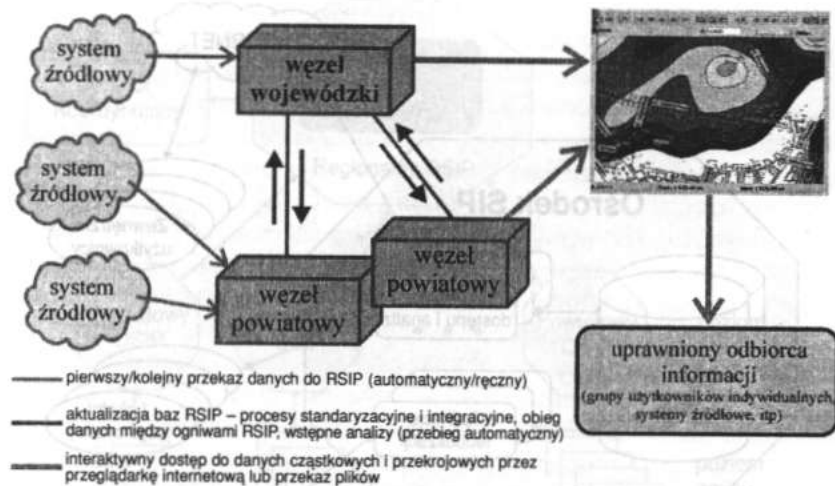 system
źródłowy
węzeł
wojewódzki
system
źródłowy
system
źródłowy
węzeł
powiatowy
węzeł
powiatowy
uprawniony odbiorca
informacji
(grupy użytkowników indywidualnych,
systemy źródłowe, itp)
pierwszy/kolejny przekaz danych do RSIP (automatyczny/ręczny)
aktualizacja baz RSIP – procesy standaryzacyjne i integracyjne, obieg
danych między ogniwami RSIP, wstępne analizy (przebieg automatyczny)
interaktywny dostęp do danych cząstkowych i przekrojowych przez
przeglądarkę internetową lub przekaz plików